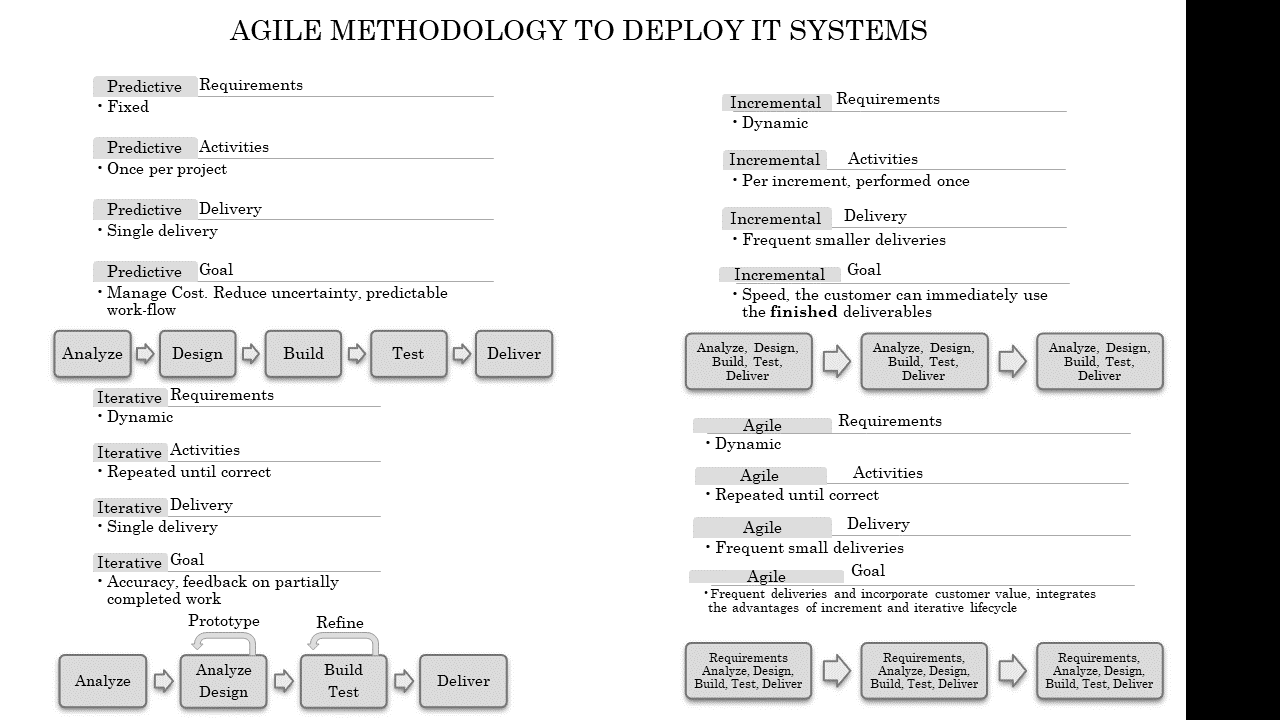 AGILE METHODOLOGY TO DEPLOY IT SYSTEMS
Predictive Requirements
• Fixed
Predictive Activities
• Once per project
Predictive Delivery
• Single delivery
Predictive Goal
• Manage Cost. Reduce uncertainty, predictable
work-flow
Analyze Design Build Test Deliver
Iterative Requirements
• Dynamic
Iterative Activities
• Repeated until correct
Iterative Delivery
• Single delivery
Iterative Goal
• Accuracy, feedback on partially
completed work
Prototype Refine
Analyze
Analyze
Design
Build
Test
Deliver
Incremental Requirements
• Dynamic
Incremental Activities
• Per increment, performed once
Incremental Delivery
• Frequent smaller deliveries
Incremental Goal
• Speed, the customer can immediately use
the finished deliverables
Analyze, Design,
Build, Test,
Deliver
Analyze, Design,
Build, Test,
Deliver
Analyze, Design,
Build, Test,
Deliver
Agile Requirements
• Dynamic
Agile Activities
• Repeated until correct
Agile Delivery
• Frequent small deliveries
Agile Goal
• Frequent deliveries and incorporate customer value, integrates
the advantages of increment and iterative lifecycle
Requirements
Analyze, Design,
Build, Test, Deliver
Requirements,
Analyze, Design,
Build, Test, Deliver
Requirements,
Analyze, Design,
Build, Test, Deliver